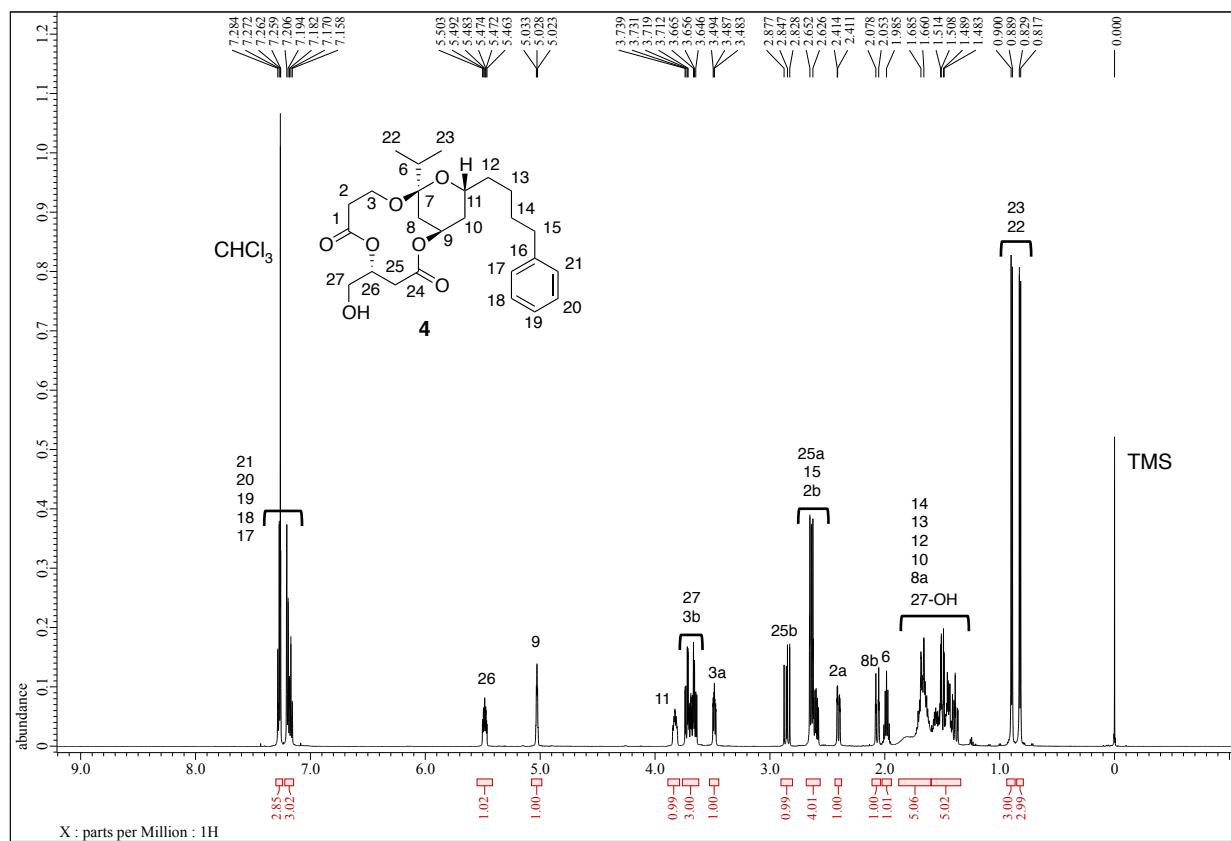 7.284 7.272 7.262 7.259 7.206 7.194 7.182 7.170 7.158 5.503 5.492 5.483 5.474 5.472 5.463 5.033 5.028 5.023 3.739 3.731 3.719 3.712 3.665 3.656 3.646 3.494 3.487 3.483 2.877 2.847 2.828 2.652 2.626 2.414 2.411 2.078 2.053 1.985 1.685 1.660 1.514 1.508 1.489 1.483 0.900 0.889 0.829 0.817 0.000
1.2
1.1
1.0
0.9
0.8
0.7
0.6
0.5
0.4
0.3
0.2
0.1
0
abundance
22 23
6 H 12
2 O 13
3 O 7 11
1 8 10 14
O O 9 15
25 O 16
27 26 24 O 17 21
OH 18 20
19
4
CHCl3
TMS
21
20
19
18
17
26
9
11
27
3b
3a
25b
25a
15
2b
2a
8b
6
14
13
12
10
8a
27-OH
23
22
9.0 8.0 7.0 6.0 5.0 4.0 3.0 2.0 1.0 0
2.85 3.02 1.02 1.00 0.99 3.00 1.00 0.99 4.01 1.00 1.00 1.01 5.06 5.02 3.00 2.99
X : parts per Million : 1H